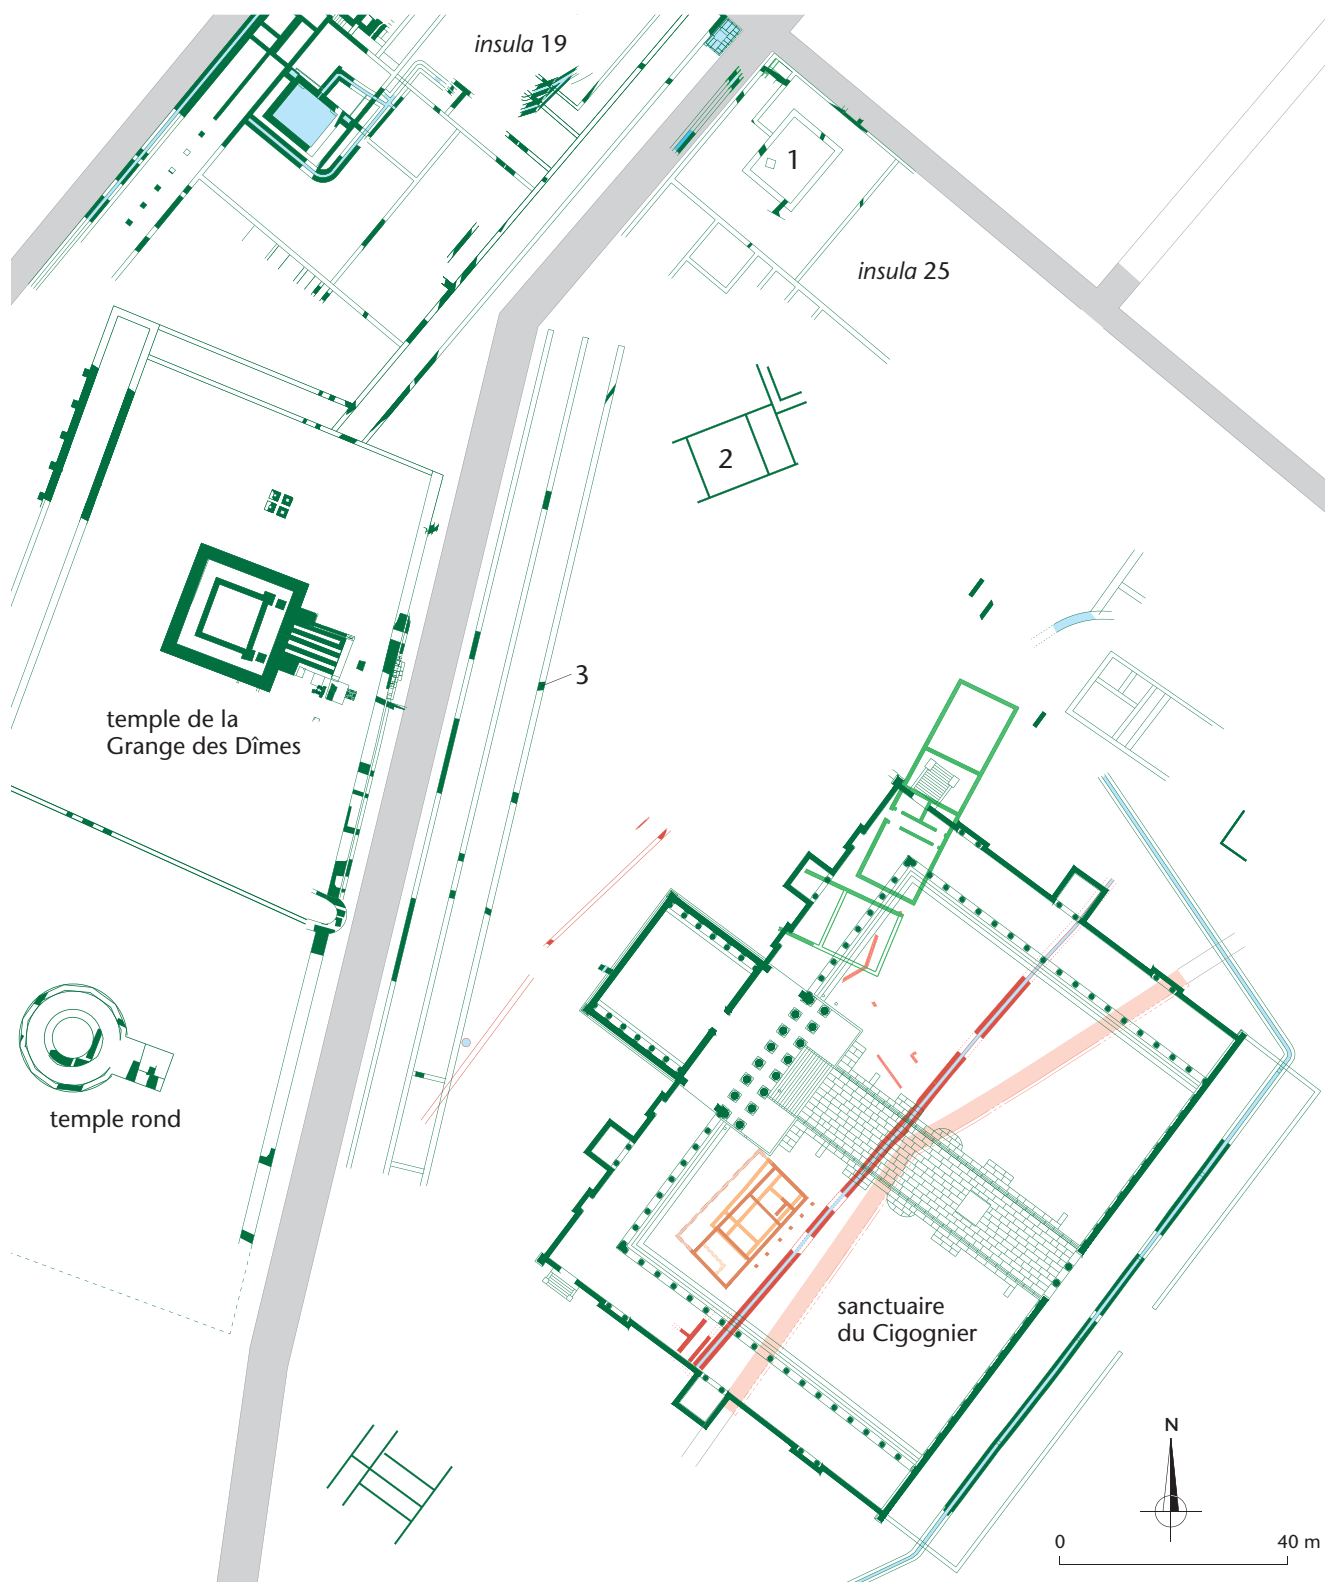 insula 19
1
insula 25
2
3
temple de la
Grange des Dîmes
temple rond
sanctuaire
du Cigognier
N
0 40 m